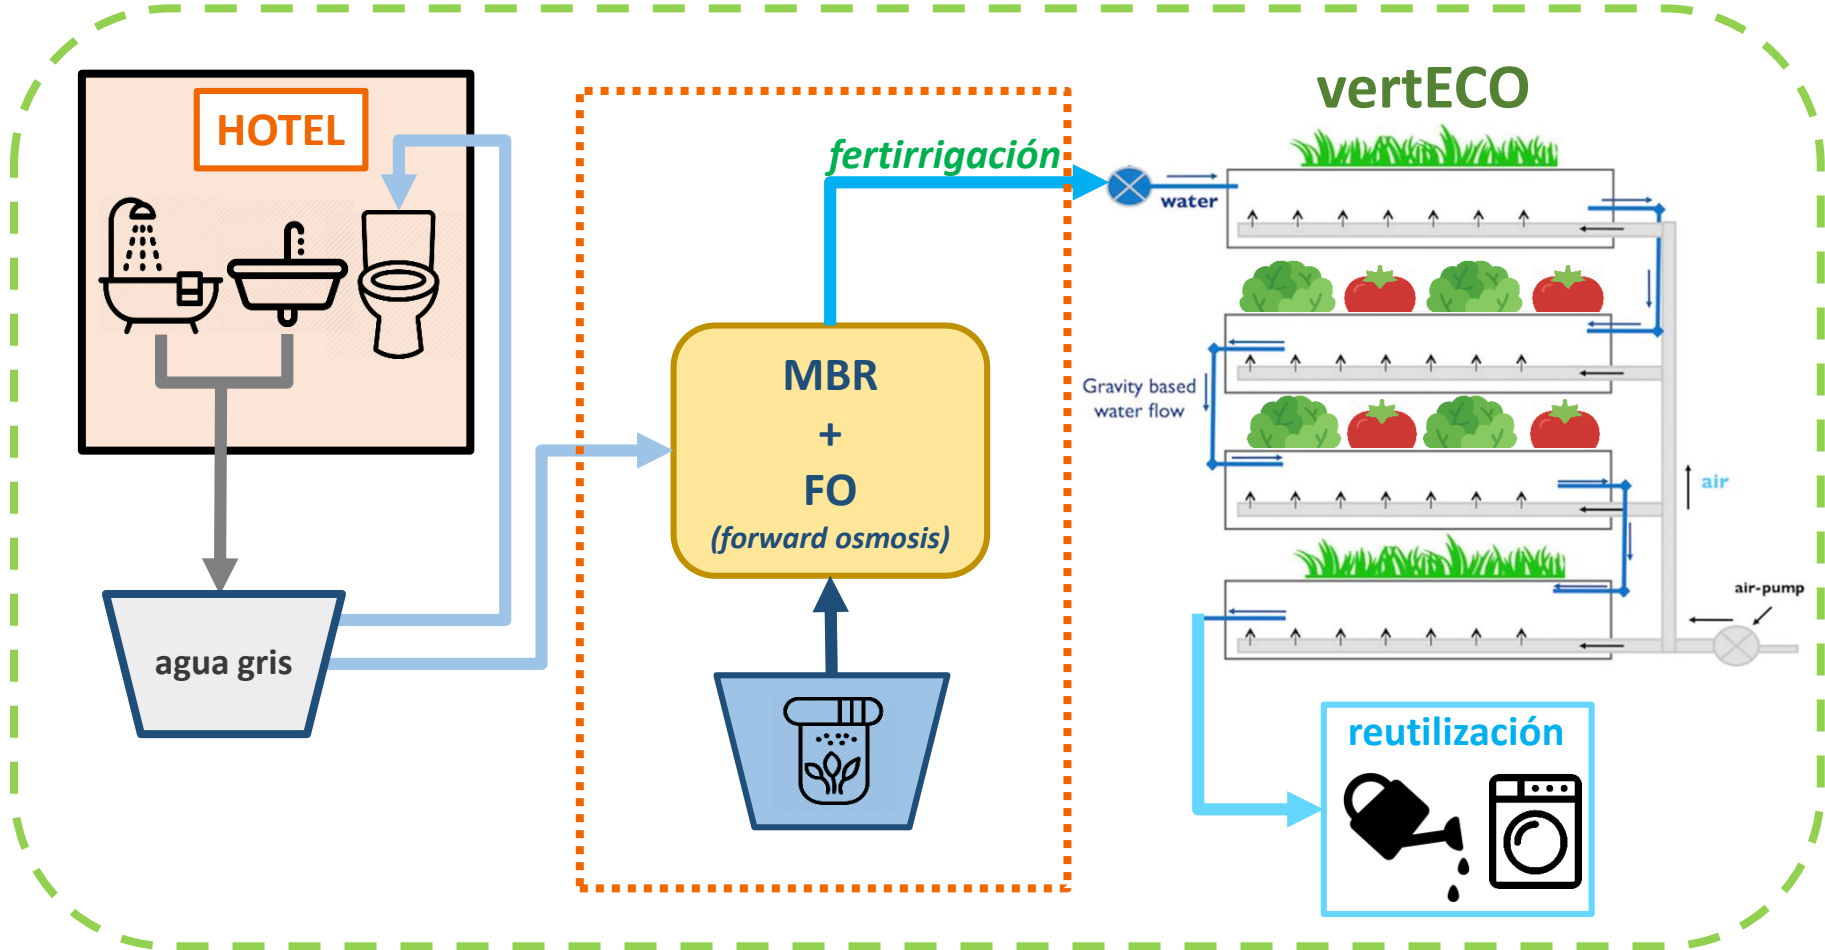 HOTEL
agua gris
MBR
+
FO
(forward osmosis)
fertirrigación
vertECO
water
Gravity based
water flow
air
air-pump
reutilización